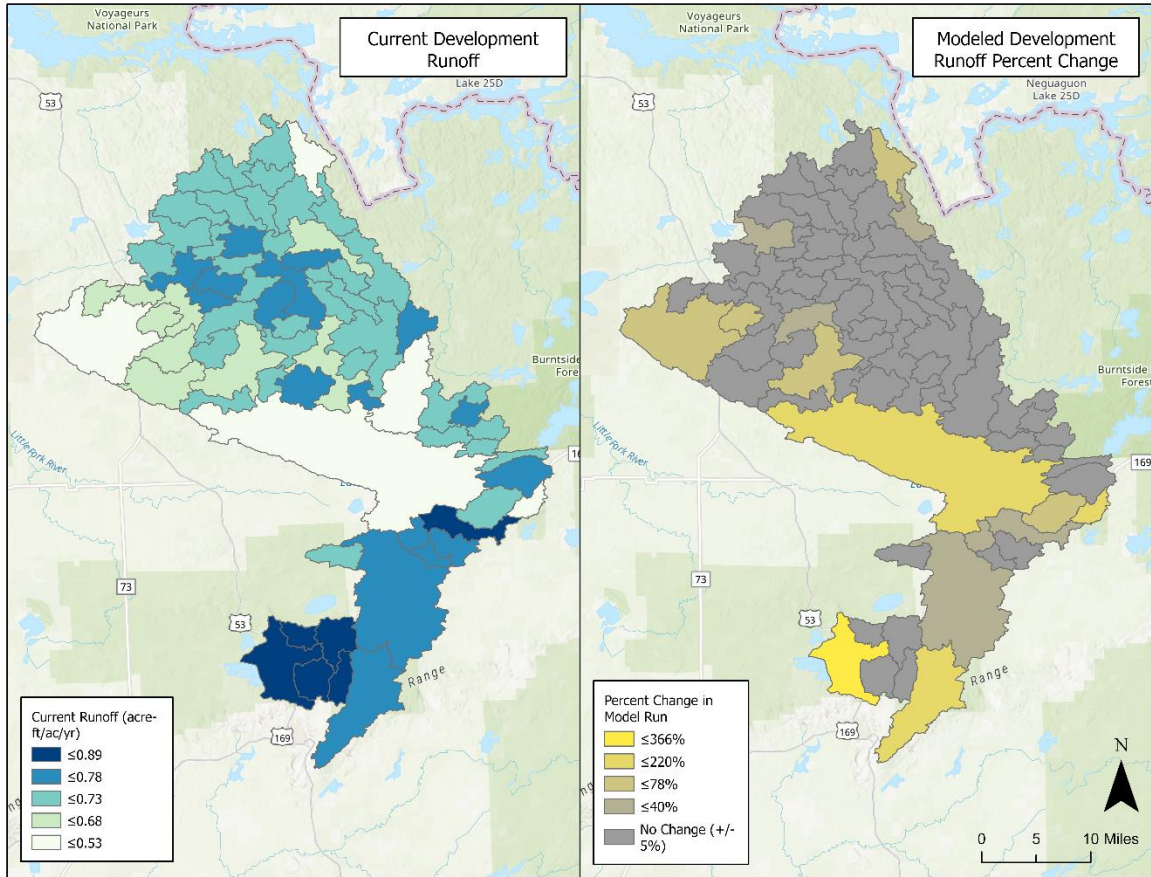 Voyageurs
National Park
Current Development
Runoff
Lake 25D
53
Burntside
Fores
Little Fork River
169
73
53
Range
169
Current Runoff (acre-
ft/ac/yr)
≤0.89
≤0.78
≤0.73
≤0.68
≤0.53
Voyageurs
National Park
Modeled Development
Runoff Percent Change
Neguaguon
Lake 25D
53
Burntside
Forest
Little Fork River
169
73
53
Range
169
Percent Change in
Model Run
≤366%
≤220%
≤78%
≤40%
No Change (+/-
5%)
N
0 5 10 Miles